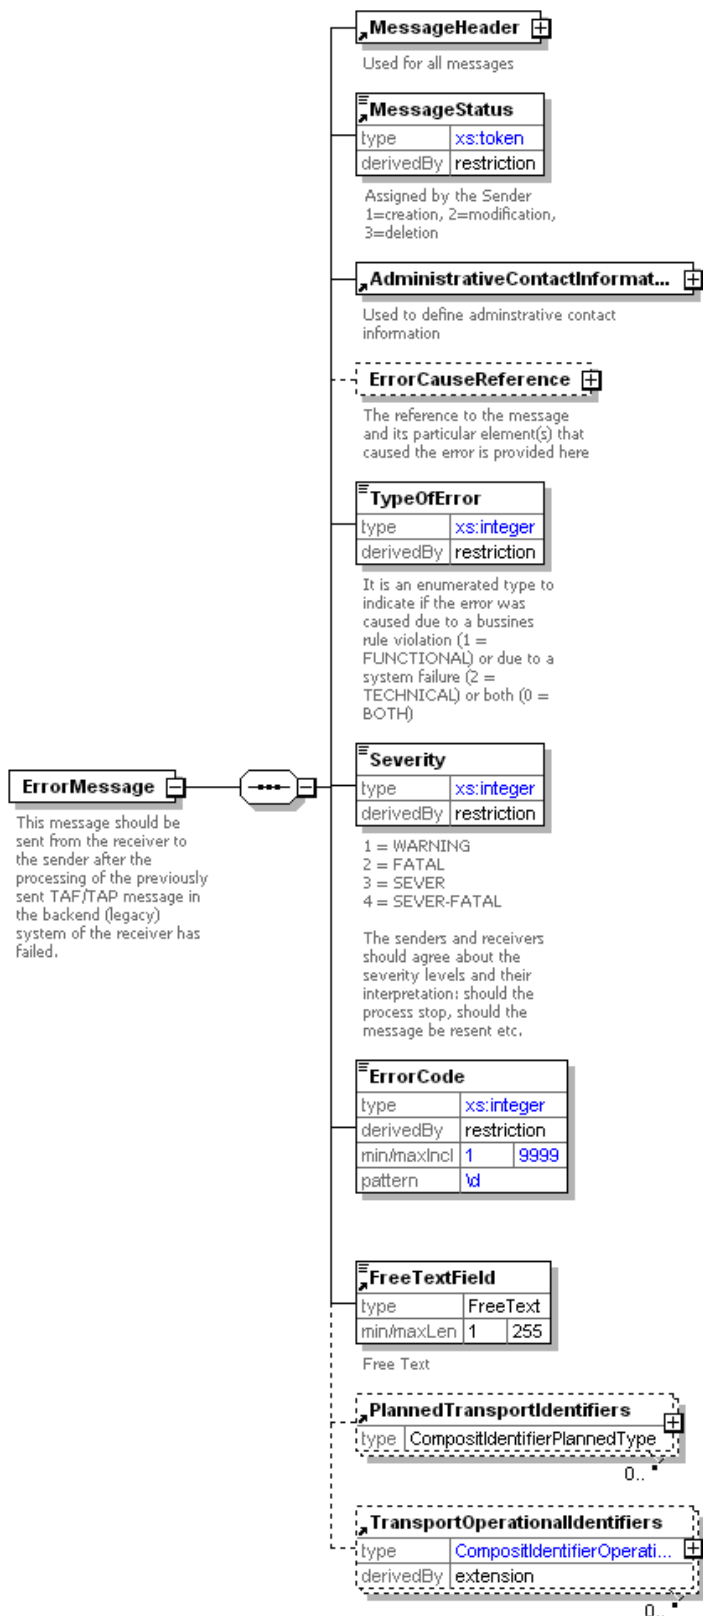 MessageHeader
Used for all messages
MessageStatus
type xs:token
derivedBy restriction
Assigned by the Sender
1=creation, 2=modification,
3=deletion
AdministrativeContactInformat...
Used to define adminstrative contact
information
ErrorCauseReference
The reference to the message
and its particular element(s) that
caused the error is provided here
TypeOfError
type xs:integer
derivedBy restriction
It is an enumerated type to
indicate if the error was
caused due to a bussines
rule violation (1 =
FUNCTIONAL) or due to a
system failure (2 =
TECHNICAL) or both (0 =
BOTH)
ErrorMessage
This message should be
sent from the receiver to
the sender after the
processing of the previously
sent TAF/TAP message in
the backend (legacy)
system of the receiver has
failed.
Severity
type xs:integer
derivedBy restriction
1 = WARNING
2 = FATAL
3 = SEVER
4 = SEVER-FATAL
The senders and receivers
should agree about the
severity levels and their
interpretation: should the
process stop, should the
message be resent etc.
ErrorCode
type xs:integer
derivedBy restriction
min/maxIncl 1 9999
pattern \d
FreeTextField
type FreeText
min/maxLen 1 255
Free Text
PlannedTransportIdentifiers
type CompositIdentifierPlannedType
0..
TransportOperationalIdentifiers
type CompositIdentifierOperati...
derivedBy extension
0..